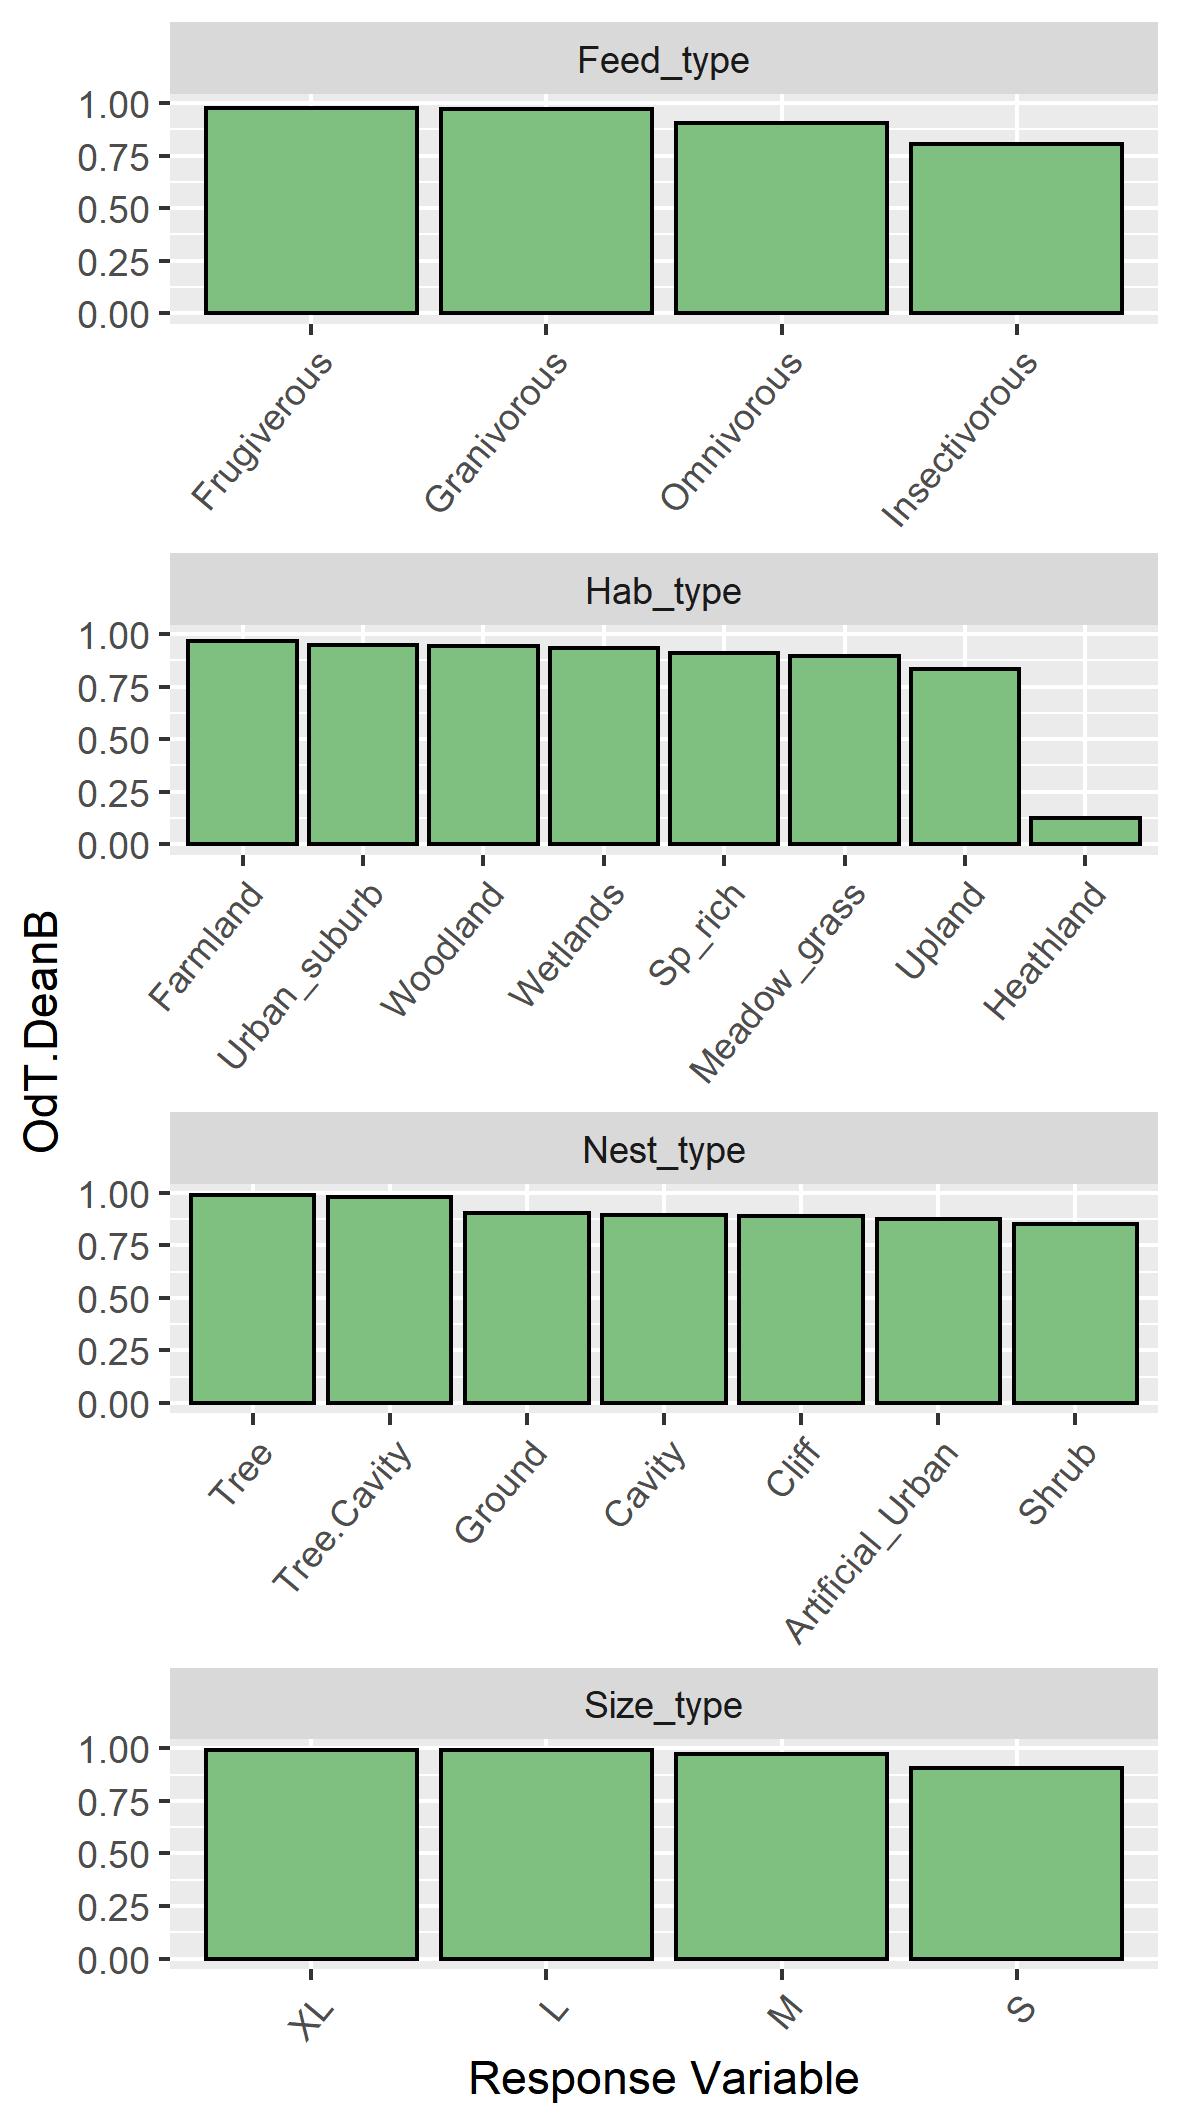 Feed_type
1.00
0.75
0.50
0.25
0.00
Frugiverous
Granivorous
Omnivorous
Insectivorous
Hab_type
1.00
0.75
0.50
0.25
0.00
Farmland
Urban_suburb
Woodland
Wetlands
Sp_rich
Meadow_grass
Upland
Heathland
OdT.DeanB
Nest_type
1.00
0.75
0.50
0.25
0.00
Tree
Tree.Cavity
Ground
Cavity
Cliff
Artificial_Urban
Shrub
Size_type
1.00
0.75
0.50
0.25
0.00
XL
L
M
S
Response Variable